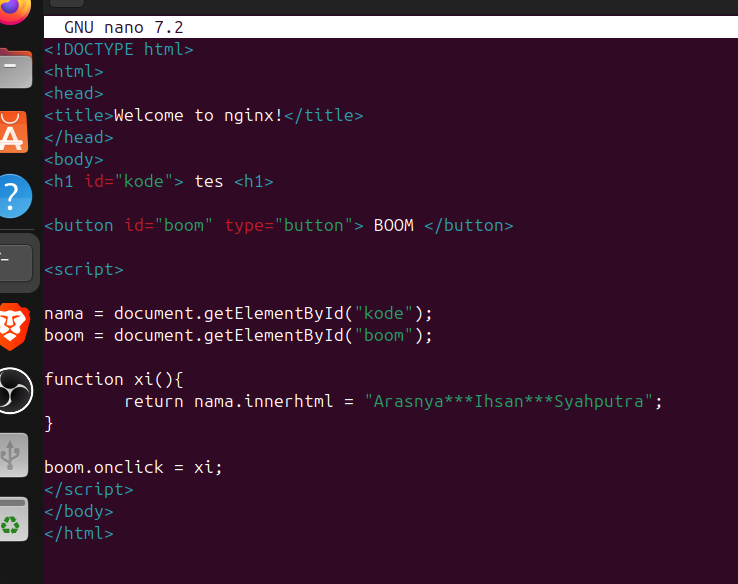 GNU nano 7.2
<!DOCTYPE html>
<html>
<head>
<title>Welcome to nginx!</title>
</head>
<body>
<h1 id="kode"> tes <h1>
<button id="boom" type="button"> BOOM </button>
<script>
nama = document.getElementById("kode");
boom = document.getElementById("boom");
function xi(){
return nama.innerhtml = "Arasnya***Ihsan***Syahputra";
}
boom.onclick = xi;
</script>
</body>
</html>